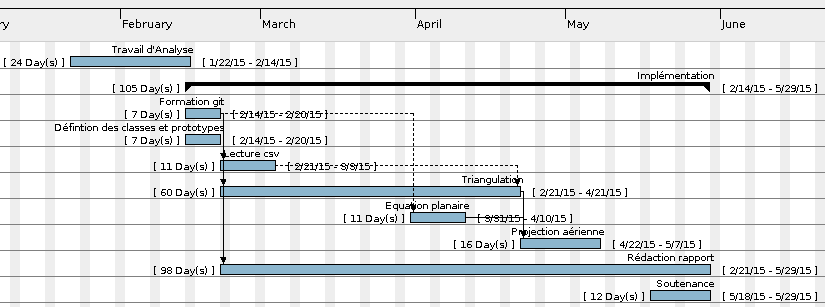 ry February March April May June
Travail d'Analyse
[ 24 Day(s) ] [ 1/22/15 - 2/14/15 ]
Implémentation
[ 105 Day(s) ] [ 2/14/15 - 5/29/15 ]
Formation git
[ 7 Day(s) ] [ 2/14/15 - 2/20/15 ]
Défintion des classes et prototypes
[ 7 Day(s) ] [ 2/14/15 - 2/20/15 ]
Lecture csv
[ 11 Day(s) ] [ 2/21/15 - 3/3/15 ]
Triangulation
[ 60 Day(s) ] [ 2/21/15 - 4/21/15 ]
Equation planaire
[ 11 Day(s) ] [ 3/31/15 - 4/10/15 ]
Projection aérienne
[ 16 Day(s) ] [ 4/22/15 - 5/7/15 ]
Rédaction rapport
[ 98 Day(s) ] [ 2/21/15 - 5/29/15 ]
Soutenance
[ 12 Day(s) ] [ 5/18/15 - 5/29/15 ]